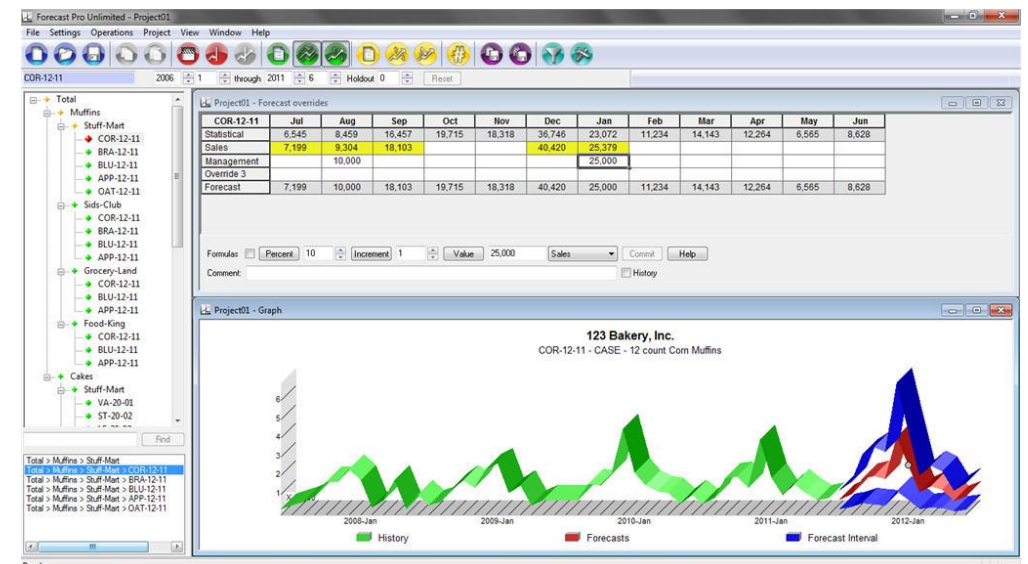 Forecast Pro Unlimited - Project01
File Settings Operations Project View Window Help
COR-12-11 2006 1 through 2011 6 Holdout 0 Reset
Total
Muffins
Stuff-Mart
COR-12-11
BRA-12-11
BLU-12-11
APP-12-11
OAT-12-11
Sids-Club
COR-12-11
BRA-12-11
BLU-12-11
APP-12-11
Grocery-Land
COR-12-11
BLU-12-11
APP-12-11
Food-King
COR-12-11
BLU-12-11
APP-12-11
Cakes
Stuff-Mart
VA-20-01
ST-20-02
Find
Total > Muffins > Stuff-Mart
Total > Muffins > Stuff-Mart > COR-12-11
Total > Muffins > Stuff-Mart > BRA-12-11
Total > Muffins > Stuff-Mart > BLU-12-11
Total > Muffins > Stuff-Mart > APP-12-11
Total > Muffins > Stuff-Mart > OAT-12-11
Project01 - Forecast overrides
COR-12-11 Jul Aug Sep Oct Nov Dec Jan Feb Mar Apr May Jun
Statistical 6,545 8,459 16,457 19,715 18,318 36,746 23,072 11,234 14,143 12,264 6,565 8,628
Sales 7,199 9,304 18,103 40,420 25,379
Management 10,000 25,000
Override 3
Forecast 7,199 10,000 18,103 19,715 18,318 40,420 25,000 11,234 14,143 12,264 6,565 8,628
Formulas Percent 10 Increment 1 Value 25,000 Sales Commit Help
Comment: History
Project01 - Graph
123 Bakery, Inc.
COR-12-11 - CASE - 12 count Corn Muffins
6
5
4
3
2
1
2008-Jan 2009-Jan 2010-Jan 2011-Jan 2012-Jan
History Forecasts Forecast Interval